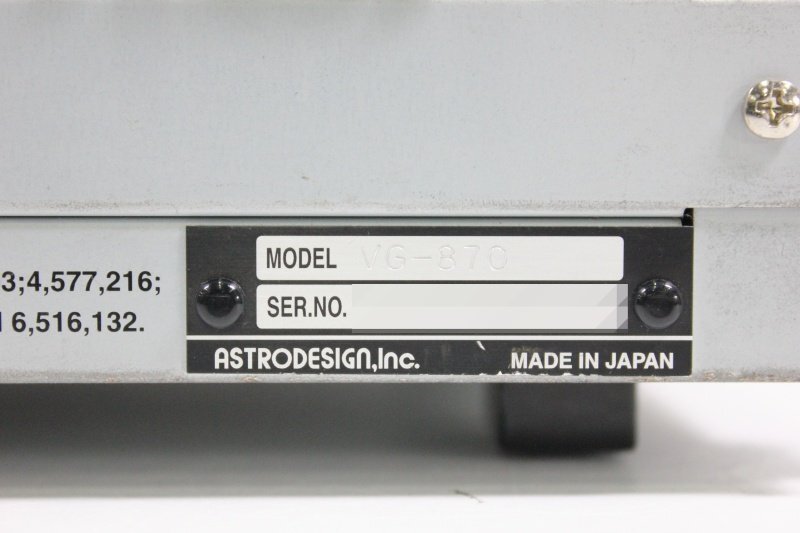 3;4,577,216;
6,516,132.
MODEL VG-870
SER.NO.
ASTRODESIGN,Inc. MADE IN JAPAN